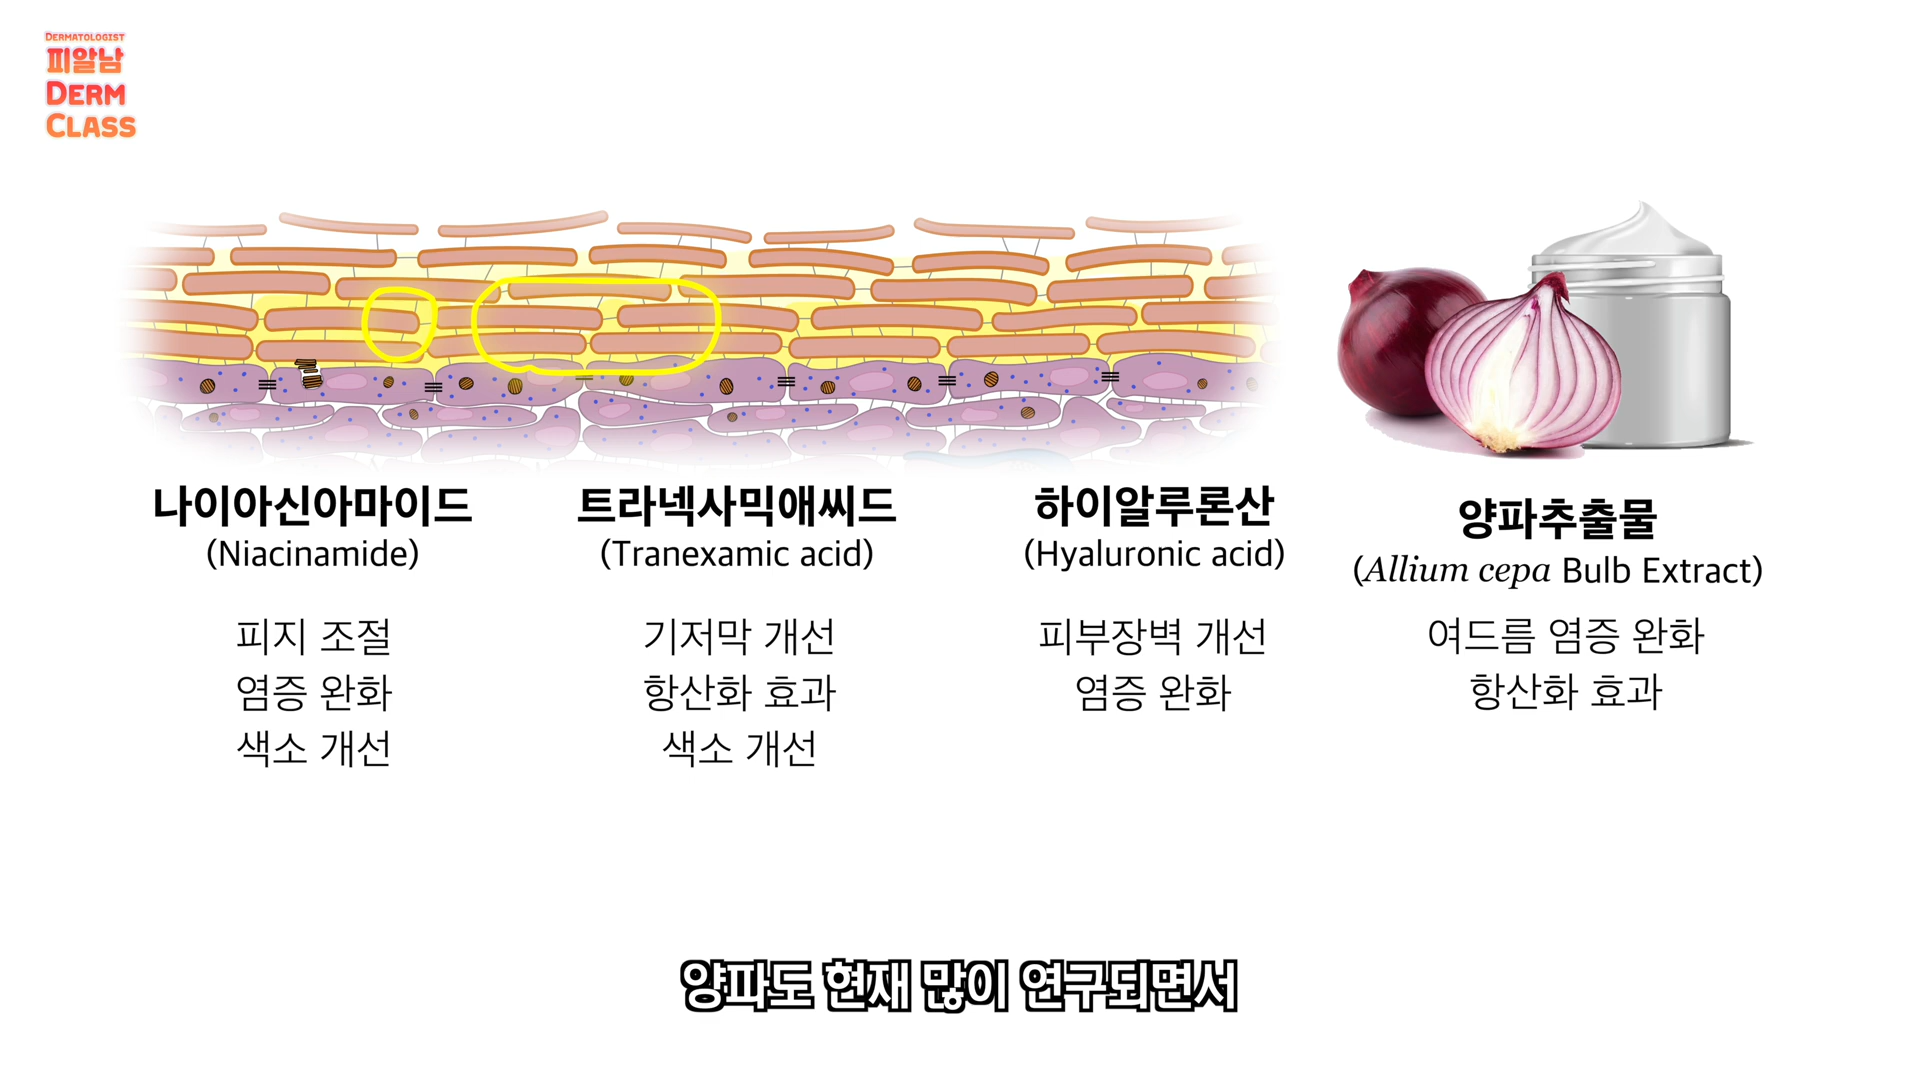 DERMATOLOGIST
피알남
DERM
CLASS
나이아신아마이드
(Niacinamide)
피지 조절
염증 완화
색소 개선
트라넥사믹애씨드
(Tranexamic acid)
기저막 개선
항산화 효과
색소 개선
하이알루론산
(Hyaluronic acid)
피부장벽 개선
염증 완화
양파추출물
(Allium cepa Bulb Extract)
여드름 염증 완화
항산화 효과
양파도 현재 많이 연구되면서